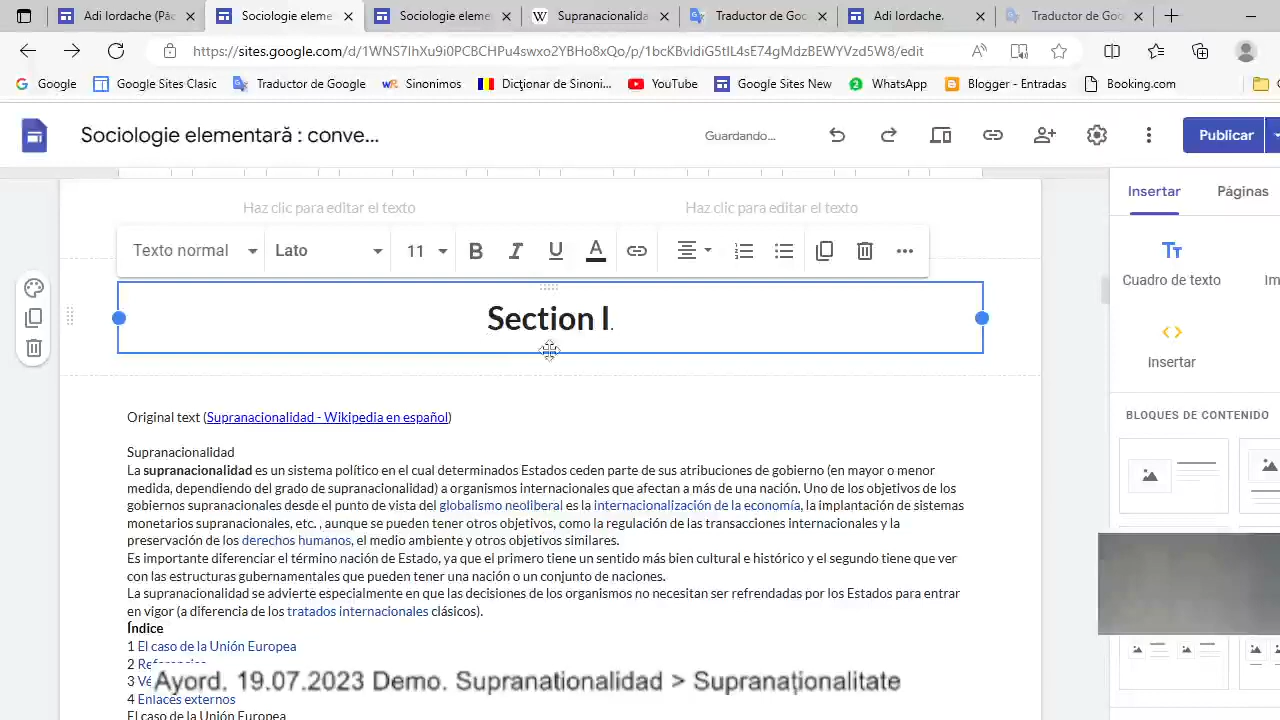 Adi Iordache (Pác
Sociologie eleme
Sociologie eleme
Supranacionalida
Traductor de Goo
Adi Iordache.
Traductor de Goo
https://sites.google.com/d/1WNS7IhXu9i0PCBCHPu4swxo2YBHo8xQo/p/1bcKBvldiG5tIL4sE74gMdzBEWYVzd5W8/edit
Google
Google Sites Clasic
Traductor de Google
Sinonimos
Dicţionar de Sinoni...
YouTube
Google Sites New
WhatsApp
Blogger - Entradas
Booking.com
Sociologie elementară : conve...
Guardando...
Publicar
Insertar
Páginas
Haz clic para editar el texto
Haz clic para editar el texto
Texto normal
Lato
11
Cuadro de texto
Section I.
Insertar
BLOQUES DE CONTENIDO
Original text (Supranacionalidad - Wikipedia en español)
Supranacionalidad
La supranacionalidad es un sistema político en el cual determinados Estados ceden parte de sus atribuciones de gobierno (en mayor o menor
medida, dependiendo del grado de supranacionalidad) a organismos internacionales que afectan a más de una nación. Uno de los objetivos de los
gobiernos supranacionales desde el punto de vista del globalismo neoliberal es la internacionalización de la economía, la implantación de sistemas
monetarios supranacionales, etc. , aunque se pueden tener otros objetivos, como la regulación de las transacciones internacionales y la
preservación de los derechos humanos, el medio ambiente y otros objetivos similares.
Es importante diferenciar el término nación de Estado, ya que el primero tiene un sentido más bien cultural e histórico y el segundo tiene que ver
con las estructuras gubernamentales que pueden tener una nación o un conjunto de naciones.
La supranacionalidad se advierte especialmente en que las decisiones de los organismos no necesitan ser refrendadas por los Estados para entrar
en vigor (a diferencia de los tratados internacionales clásicos).
Índice
1 El caso de la Unión Europea
2 Referencias
3 Vé
4 Enlaces externos
El caso de la Unión Europea
Ayord. 19.07.2023 Demo. Supranationalidad > Supranaţionalitate